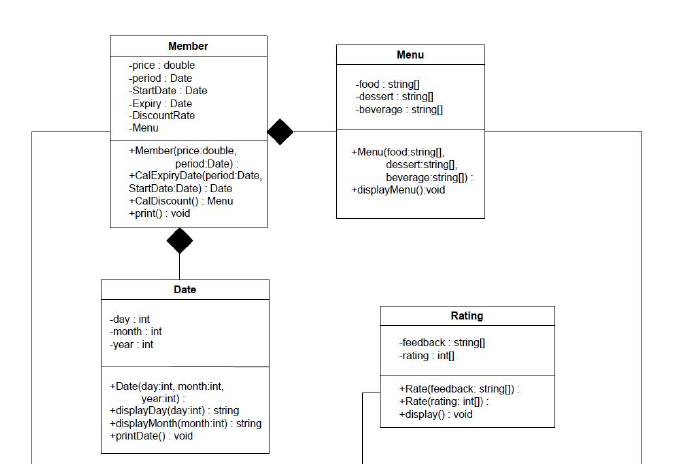 Member
-price : double
-period : Date
-StartDate : Date
-Expiry : Date
-DiscountRate
-Menu
+Member(price:double,
period:Date) :
+CalExpiryDate(period:Date,
StartDate:Date) : Date
+CalDiscount() : Menu
+print() : void
Menu
-food : string[]
-dessert : string[]
-beverage : string[]
+Menu(food:string[],
dessert:string[],
beverage:string[]) :
+displayMenu():void
Date
-day : int
-month : int
-year : int
+Date(day:int, month:int,
year:int) :
+displayDay(day:int) : string
+displayMonth(month:int) : string
+printDate() : void
Rating
-feedback : string[]
-rating : int[]
+Rate(feedback: string[]) :
+Rate(rating: int[]) :
+display() : void